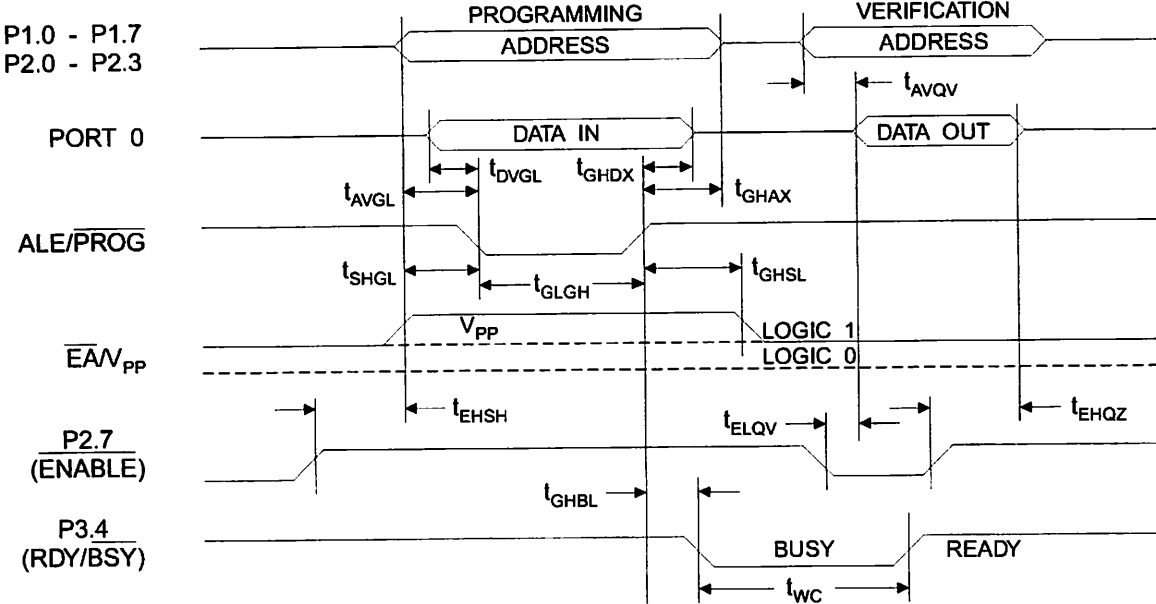 PROGRAMMING VERIFICATION
P1.0 - P1.7
P2.0 - P2.3
ADDRESS ADDRESS
tAVQV
PORT 0 DATA IN DATA OUT
tDVGL tGHDX
tAVGL tGHAX
ALE/PROG
tSHGL tGLGH tGHSL
VPP LOGIC 1
EA/VPP LOGIC 0
tEHSH tELQV tEHQZ
P2.7
(ENABLE)
tGHBL
P3.4
(RDY/BSY) BUSY READY
tWC